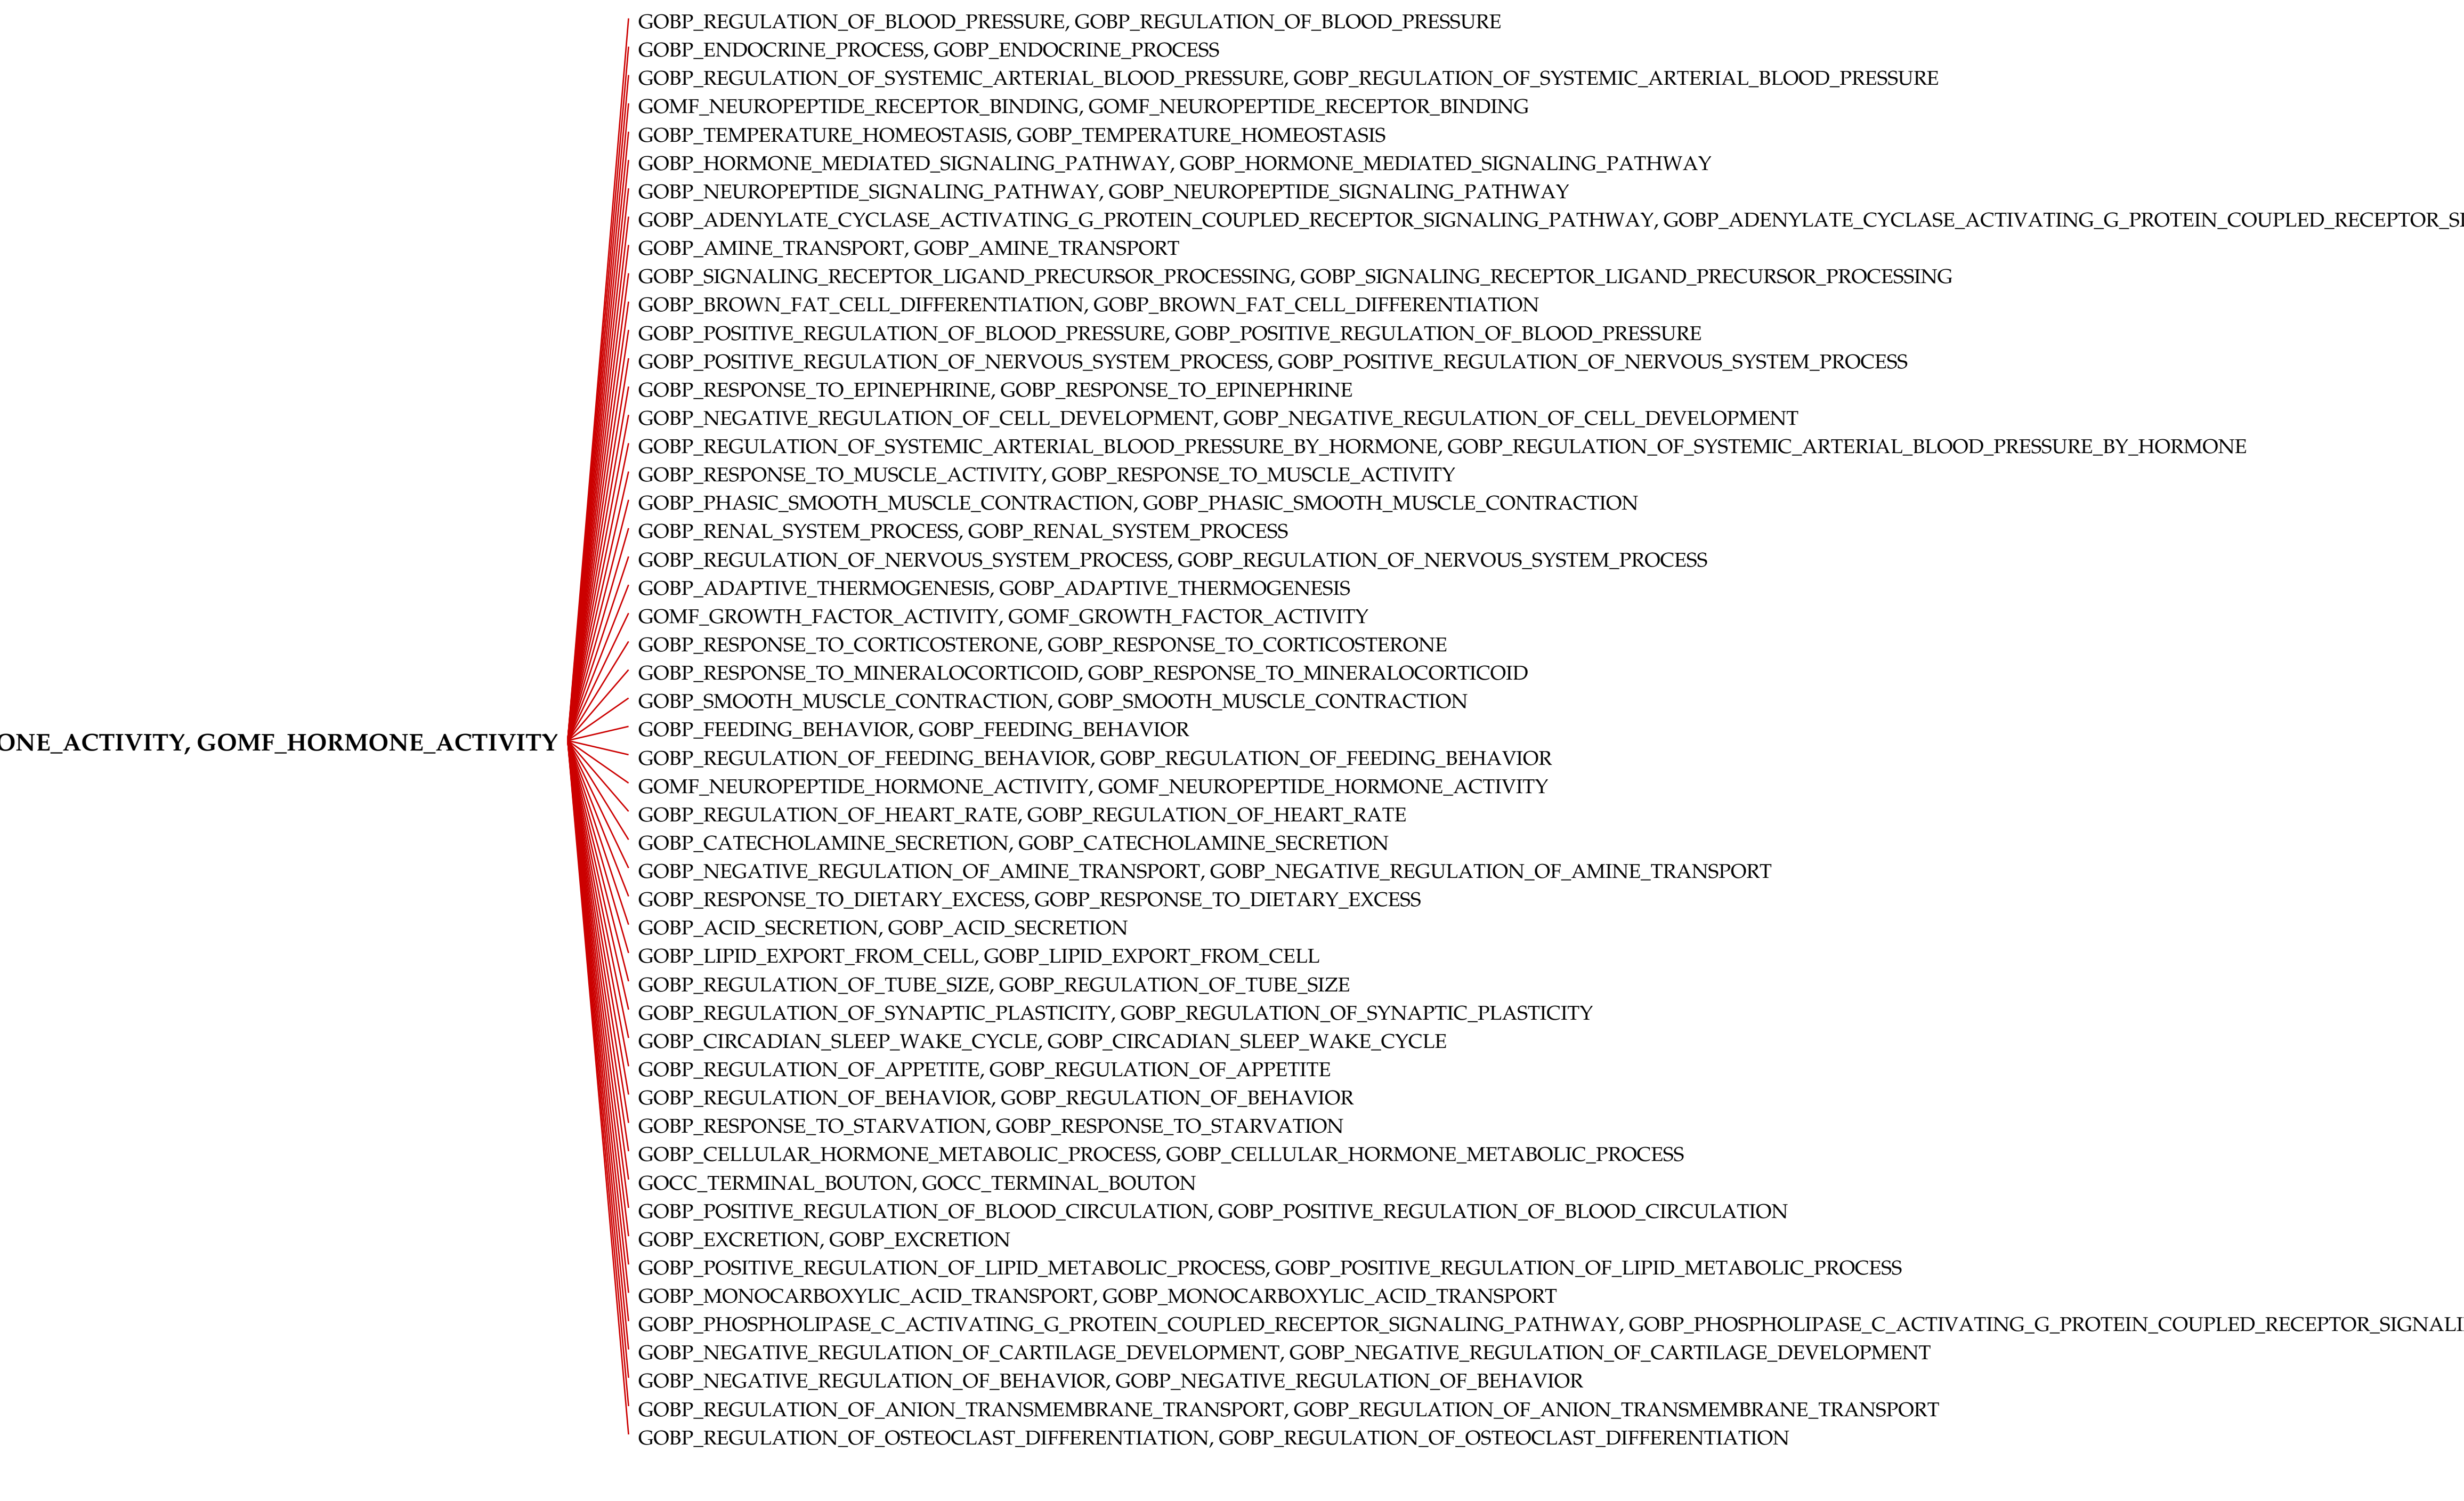 GOBP_REGULATION_OF_BLOOD_PRESSURE, GOBP_REGULATION_OF_BLOOD_PRESSURE
GOBP_ENDOCRINE_PROCESS, GOBP_ENDOCRINE_PROCESS
GOBP_REGULATION_OF_SYSTEMIC_ARTERIAL_BLOOD_PRESSURE, GOBP_REGULATION_OF_SYSTEMIC_ARTERIAL_BLOOD_PRESSURE
GOMF_NEUROPEPTIDE_RECEPTOR_BINDING, GOMF_NEUROPEPTIDE_RECEPTOR_BINDING
GOBP_TEMPERATURE_HOMEOSTASIS, GOBP_TEMPERATURE_HOMEOSTASIS
GOBP_HORMONE_MEDIATED_SIGNALING_PATHWAY, GOBP_HORMONE_MEDIATED_SIGNALING_PATHWAY
GOBP_NEUROPEPTIDE_SIGNALING_PATHWAY, GOBP_NEUROPEPTIDE_SIGNALING_PATHWAY
GOBP_ADENYLATE_CYCLASE_ACTIVATING_G_PROTEIN_COUPLED_RECEPTOR_SIGNALING_PATHWAY, GOBP_ADENYLATE_CYCLASE_ACTIVATING_G_PROTEIN_COUPLED_RECEPTOR_SI
GOBP_AMINE_TRANSPORT, GOBP_AMINE_TRANSPORT
GOBP_SIGNALING_RECEPTOR_LIGAND_PRECURSOR_PROCESSING, GOBP_SIGNALING_RECEPTOR_LIGAND_PRECURSOR_PROCESSING
GOBP_BROWN_FAT_CELL_DIFFERENTIATION, GOBP_BROWN_FAT_CELL_DIFFERENTIATION
GOBP_POSITIVE_REGULATION_OF_BLOOD_PRESSURE, GOBP_POSITIVE_REGULATION_OF_BLOOD_PRESSURE
GOBP_POSITIVE_REGULATION_OF_NERVOUS_SYSTEM_PROCESS, GOBP_POSITIVE_REGULATION_OF_NERVOUS_SYSTEM_PROCESS
GOBP_RESPONSE_TO_EPINEPHRINE, GOBP_RESPONSE_TO_EPINEPHRINE
GOBP_NEGATIVE_REGULATION_OF_CELL_DEVELOPMENT, GOBP_NEGATIVE_REGULATION_OF_CELL_DEVELOPMENT
GOBP_REGULATION_OF_SYSTEMIC_ARTERIAL_BLOOD_PRESSURE_BY_HORMONE, GOBP_REGULATION_OF_SYSTEMIC_ARTERIAL_BLOOD_PRESSURE_BY_HORMONE
GOBP_RESPONSE_TO_MUSCLE_ACTIVITY, GOBP_RESPONSE_TO_MUSCLE_ACTIVITY
GOBP_PHASIC_SMOOTH_MUSCLE_CONTRACTION, GOBP_PHASIC_SMOOTH_MUSCLE_CONTRACTION
GOBP_RENAL_SYSTEM_PROCESS, GOBP_RENAL_SYSTEM_PROCESS
GOBP_REGULATION_OF_NERVOUS_SYSTEM_PROCESS, GOBP_REGULATION_OF_NERVOUS_SYSTEM_PROCESS
GOBP_ADAPTIVE_THERMOGENESIS, GOBP_ADAPTIVE_THERMOGENESIS
GOMF_GROWTH_FACTOR_ACTIVITY, GOMF_GROWTH_FACTOR_ACTIVITY
GOBP_RESPONSE_TO_CORTICOSTERONE, GOBP_RESPONSE_TO_CORTICOSTERONE
GOBP_RESPONSE_TO_MINERALOCORTICOID, GOBP_RESPONSE_TO_MINERALOCORTICOID
GOBP_SMOOTH_MUSCLE_CONTRACTION, GOBP_SMOOTH_MUSCLE_CONTRACTION
GOBP_FEEDING_BEHAVIOR, GOBP_FEEDING_BEHAVIOR
ONE_ACTIVITY, GOMF_HORMONE_ACTIVITY
GOBP_REGULATION_OF_FEEDING_BEHAVIOR, GOBP_REGULATION_OF_FEEDING_BEHAVIOR
GOMF_NEUROPEPTIDE_HORMONE_ACTIVITY, GOMF_NEUROPEPTIDE_HORMONE_ACTIVITY
GOBP_REGULATION_OF_HEART_RATE, GOBP_REGULATION_OF_HEART_RATE
GOBP_CATECHOLAMINE_SECRETION, GOBP_CATECHOLAMINE_SECRETION
GOBP_NEGATIVE_REGULATION_OF_AMINE_TRANSPORT, GOBP_NEGATIVE_REGULATION_OF_AMINE_TRANSPORT
GOBP_RESPONSE_TO_DIETARY_EXCESS, GOBP_RESPONSE_TO_DIETARY_EXCESS
GOBP_ACID_SECRETION, GOBP_ACID_SECRETION
GOBP_LIPID_EXPORT_FROM_CELL, GOBP_LIPID_EXPORT_FROM_CELL
GOBP_REGULATION_OF_TUBE_SIZE, GOBP_REGULATION_OF_TUBE_SIZE
GOBP_REGULATION_OF_SYNAPTIC_PLASTICITY, GOBP_REGULATION_OF_SYNAPTIC_PLASTICITY
GOBP_CIRCADIAN_SLEEP_WAKE_CYCLE, GOBP_CIRCADIAN_SLEEP_WAKE_CYCLE
GOBP_REGULATION_OF_APPETITE, GOBP_REGULATION_OF_APPETITE
GOBP_REGULATION_OF_BEHAVIOR, GOBP_REGULATION_OF_BEHAVIOR
GOBP_RESPONSE_TO_STARVATION, GOBP_RESPONSE_TO_STARVATION
GOBP_CELLULAR_HORMONE_METABOLIC_PROCESS, GOBP_CELLULAR_HORMONE_METABOLIC_PROCESS
GOCC_TERMINAL_BOUTON, GOCC_TERMINAL_BOUTON
GOBP_POSITIVE_REGULATION_OF_BLOOD_CIRCULATION, GOBP_POSITIVE_REGULATION_OF_BLOOD_CIRCULATION
GOBP_EXCRETION, GOBP_EXCRETION
GOBP_POSITIVE_REGULATION_OF_LIPID_METABOLIC_PROCESS, GOBP_POSITIVE_REGULATION_OF_LIPID_METABOLIC_PROCESS
GOBP_MONOCARBOXYLIC_ACID_TRANSPORT, GOBP_MONOCARBOXYLIC_ACID_TRANSPORT
GOBP_PHOSPHOLIPASE_C_ACTIVATING_G_PROTEIN_COUPLED_RECEPTOR_SIGNALING_PATHWAY, GOBP_PHOSPHOLIPASE_C_ACTIVATING_G_PROTEIN_COUPLED_RECEPTOR_SIGNALI
GOBP_NEGATIVE_REGULATION_OF_CARTILAGE_DEVELOPMENT, GOBP_NEGATIVE_REGULATION_OF_CARTILAGE_DEVELOPMENT
GOBP_NEGATIVE_REGULATION_OF_BEHAVIOR, GOBP_NEGATIVE_REGULATION_OF_BEHAVIOR
GOBP_REGULATION_OF_ANION_TRANSMEMBRANE_TRANSPORT, GOBP_REGULATION_OF_ANION_TRANSMEMBRANE_TRANSPORT
GOBP_REGULATION_OF_OSTEOCLAST_DIFFERENTIATION, GOBP_REGULATION_OF_OSTEOCLAST_DIFFERENTIATION